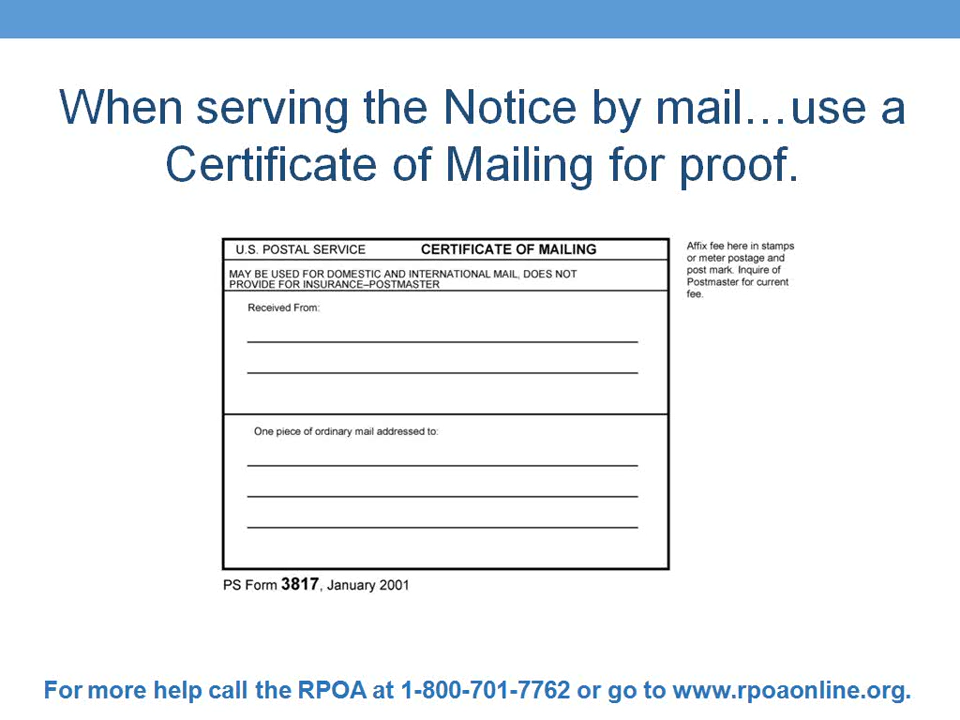 When serving the Notice by mail...use a
Certificate of Mailing for proof.
U.S. POSTAL SERVICE CERTIFICATE OF MAILING
MAY BE USED FOR DOMESTIC AND INTERNATIONAL MAIL, DOES NOT
PROVIDE FOR INSURANCE–POSTMASTER
Received From:
One piece of ordinary mail addressed to:
Affix fee here in stamps
or meter postage and
post mark. Inquire of
Postmaster for current
fee.
PS Form 3817, January 2001
For more help call the RPOA at 1-800-701-7762 or go to www.rpoaonline.org.